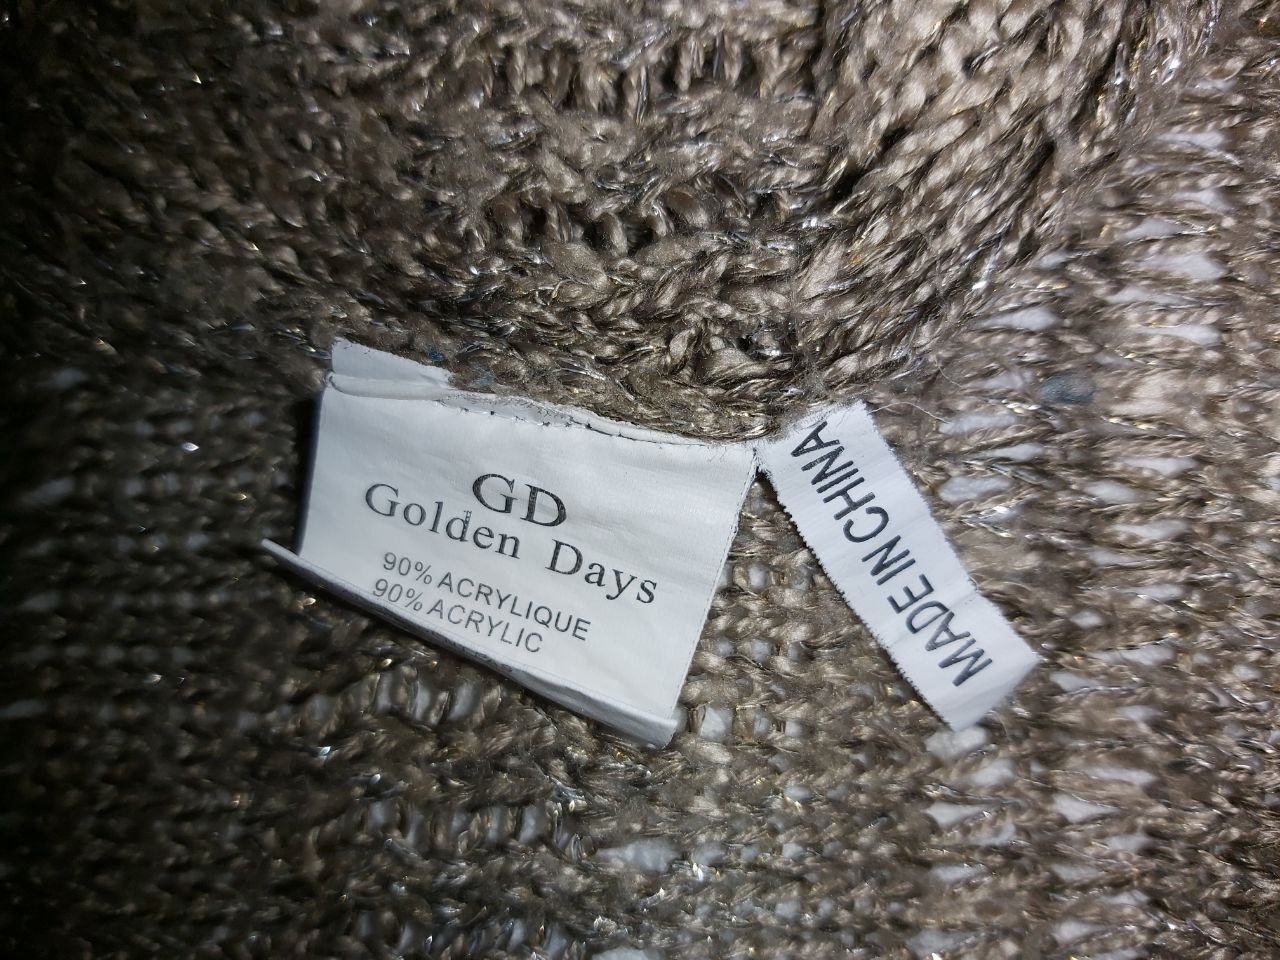 GD
Golden Days
90% ACRYLIQUE
90% ACRYLIC
MADE IN CHINA